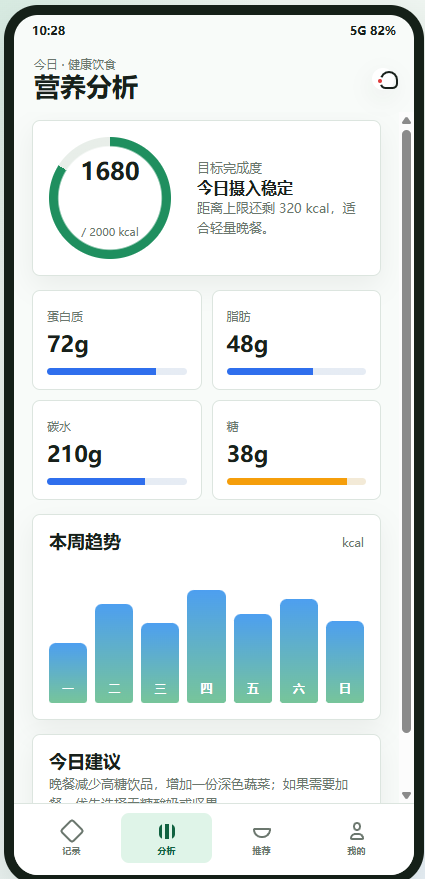 10:28
5G 82%
今日 · 健康饮食
营养分析
1680
/ 2000 kcal
目标完成度
今日摄入稳定
距离上限还剩 320 kcal，适
合轻量晚餐。
蛋白质
72g
脂肪
48g
碳水
210g
糖
38g
本周趋势
kcal
一
二
三
四
五
六
日
今日建议
晚餐减少高糖饮品，增加一份深色蔬菜；如果需要加
记录
分析
推荐
我的